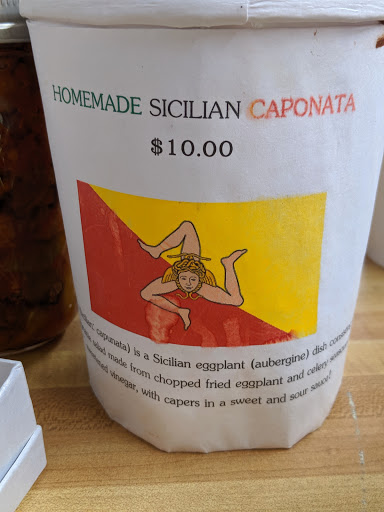 HOMEMADE SICILIAN CAPONATA
$10.00
capunata) is a Sicilian eggplant (aubergine) dish
salad made from chopped fried eggplant and celery
vinegar, with capers in a sweet and sour sauce.